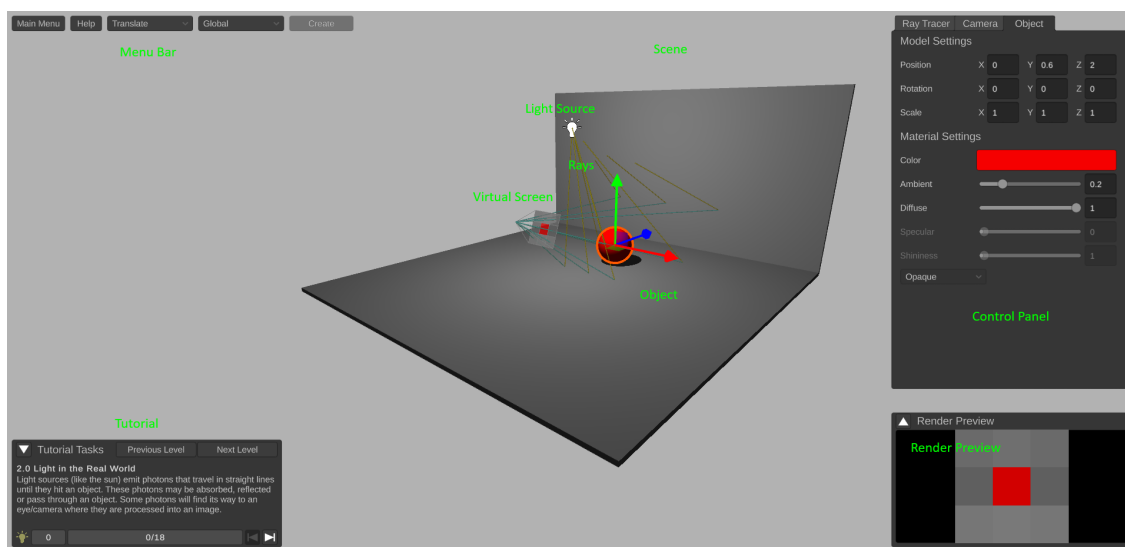 Main Menu Help Translate Global Create
Ray Tracer Camera Object
Menu Bar
Scene
Model Settings
Position X 0 Y 0.6 Z 2
Rotation X 0 Y 0 Z 0
Scale X 1 Y 1 Z 1
Material Settings
Color
Ambient 0.2
Diffuse 1
Specular 0
Shininess 1
Opaque
Light Source
Rays
Virtual Screen
Object
Control Panel
Tutorial
Tutorial Tasks Previous Level Next Level
2.0 Light in the Real World
Light sources (like the sun) emit photons that travel in straight lines
until they hit an object. These photons may be absorbed, reflected
or pass through an object. Some photons will find its way to an
eye/camera where they are processed into an image.
0 0/18
Render Preview
Render Preview